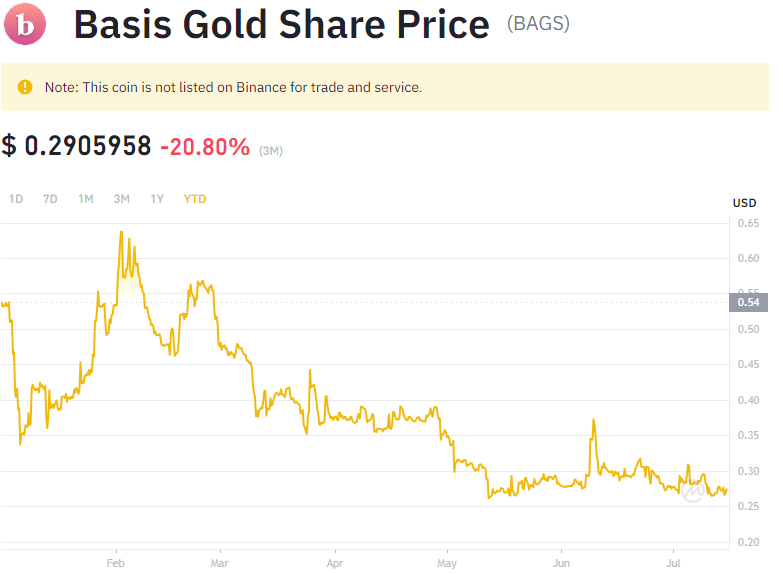 b Basis Gold Share Price (BAGS)
Note: This coin is not listed on Binance for trade and service.
$ 0.2905958 -20.80% (3M)
1D 7D 1M 3M 1Y YTD
USD
0.65
0.60
0.55
0.54
0.50
0.45
0.40
0.35
0.30
0.25
0.20
Feb Mar Apr May Jun Jul